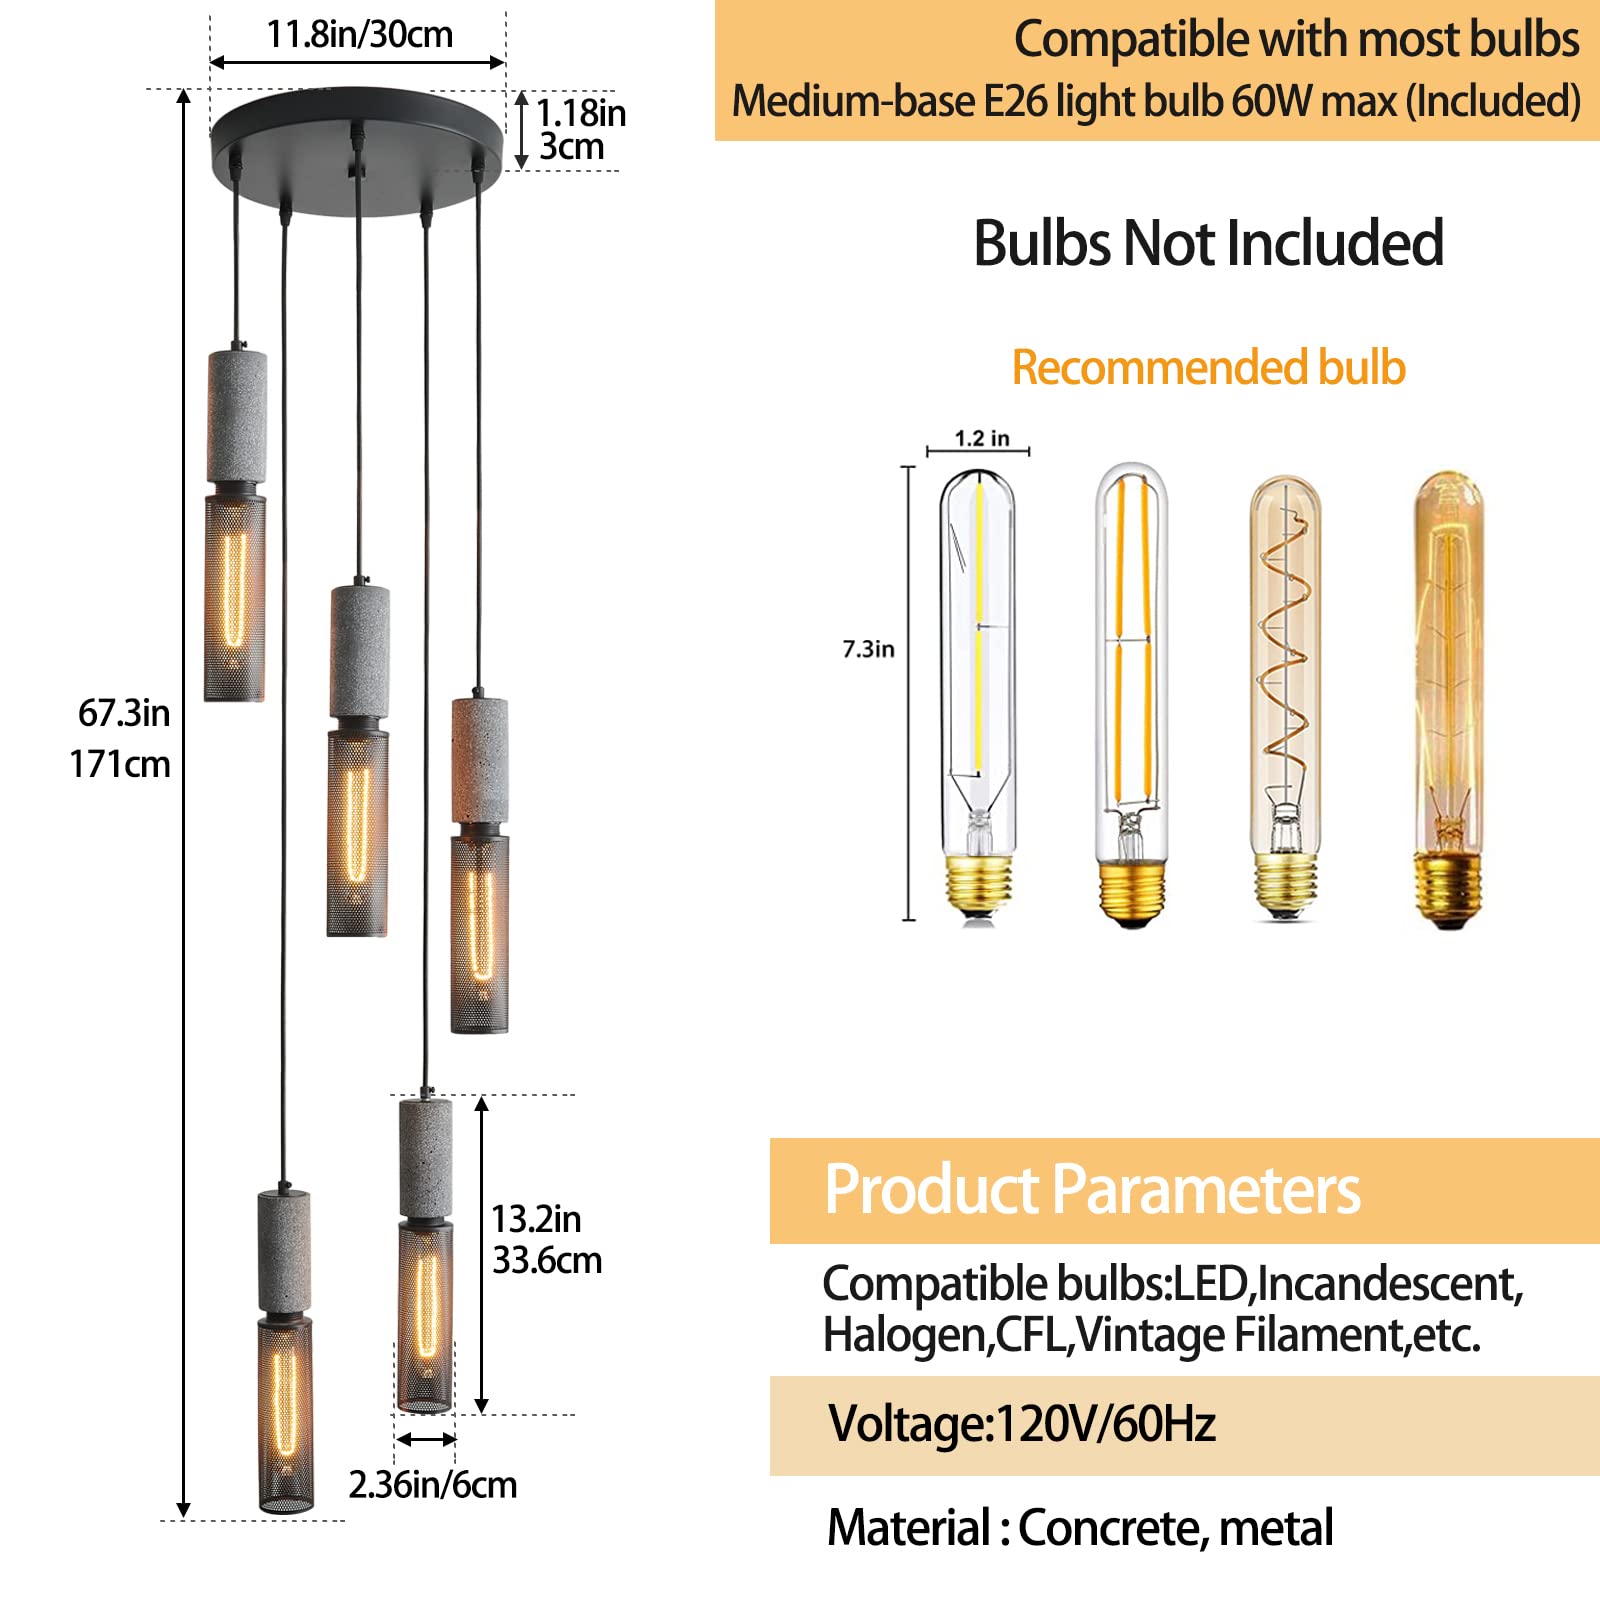 11.8in/30cm
1.18in
3cm
67.3in
171cm
13.2in
33.6cm
2.36in/6cm
Compatible with most bulbs
Medium-base E26 light bulb 60W max (Included)
Bulbs Not Included
Recommended bulb
1.2 in
7.3in
Product Parameters
Compatible bulbs:LED,Incandescent,
Halogen,CFL,Vintage Filament,etc.
Voltage:120V/60Hz
Material : Concrete, metal